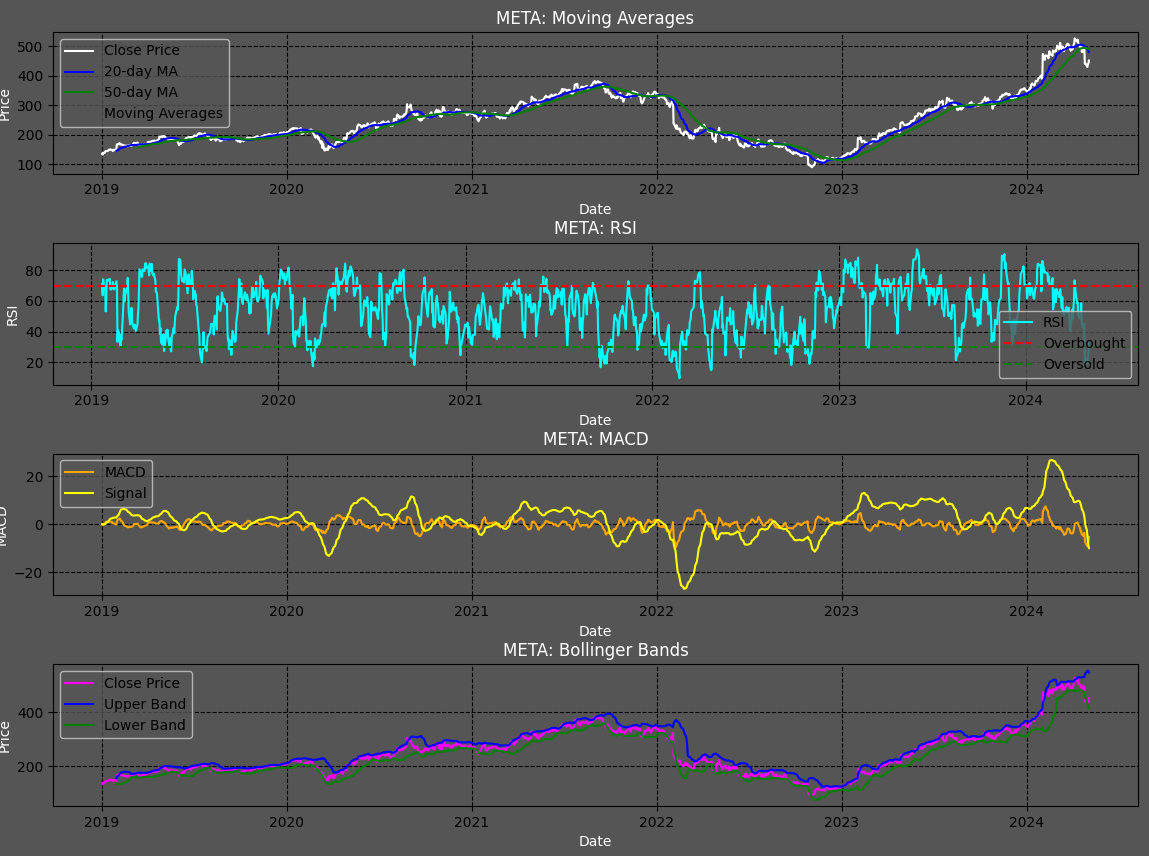 META: Moving Averages
Close Price
20-day MA
50-day MA
Moving Averages
500
400
300
200
100
Price
2019 2020 2021 2022 2023 2024
Date
META: RSI
80
60
40
20
RSI
RSI
Overbought
Oversold
2019 2020 2021 2022 2023 2024
Date
META: MACD
MACD
Signal
20
0
−20
MACD
2019 2020 2021 2022 2023 2024
Date
META: Bollinger Bands
Close Price
Upper Band
Lower Band
400
200
Price
2019 2020 2021 2022 2023 2024
Date